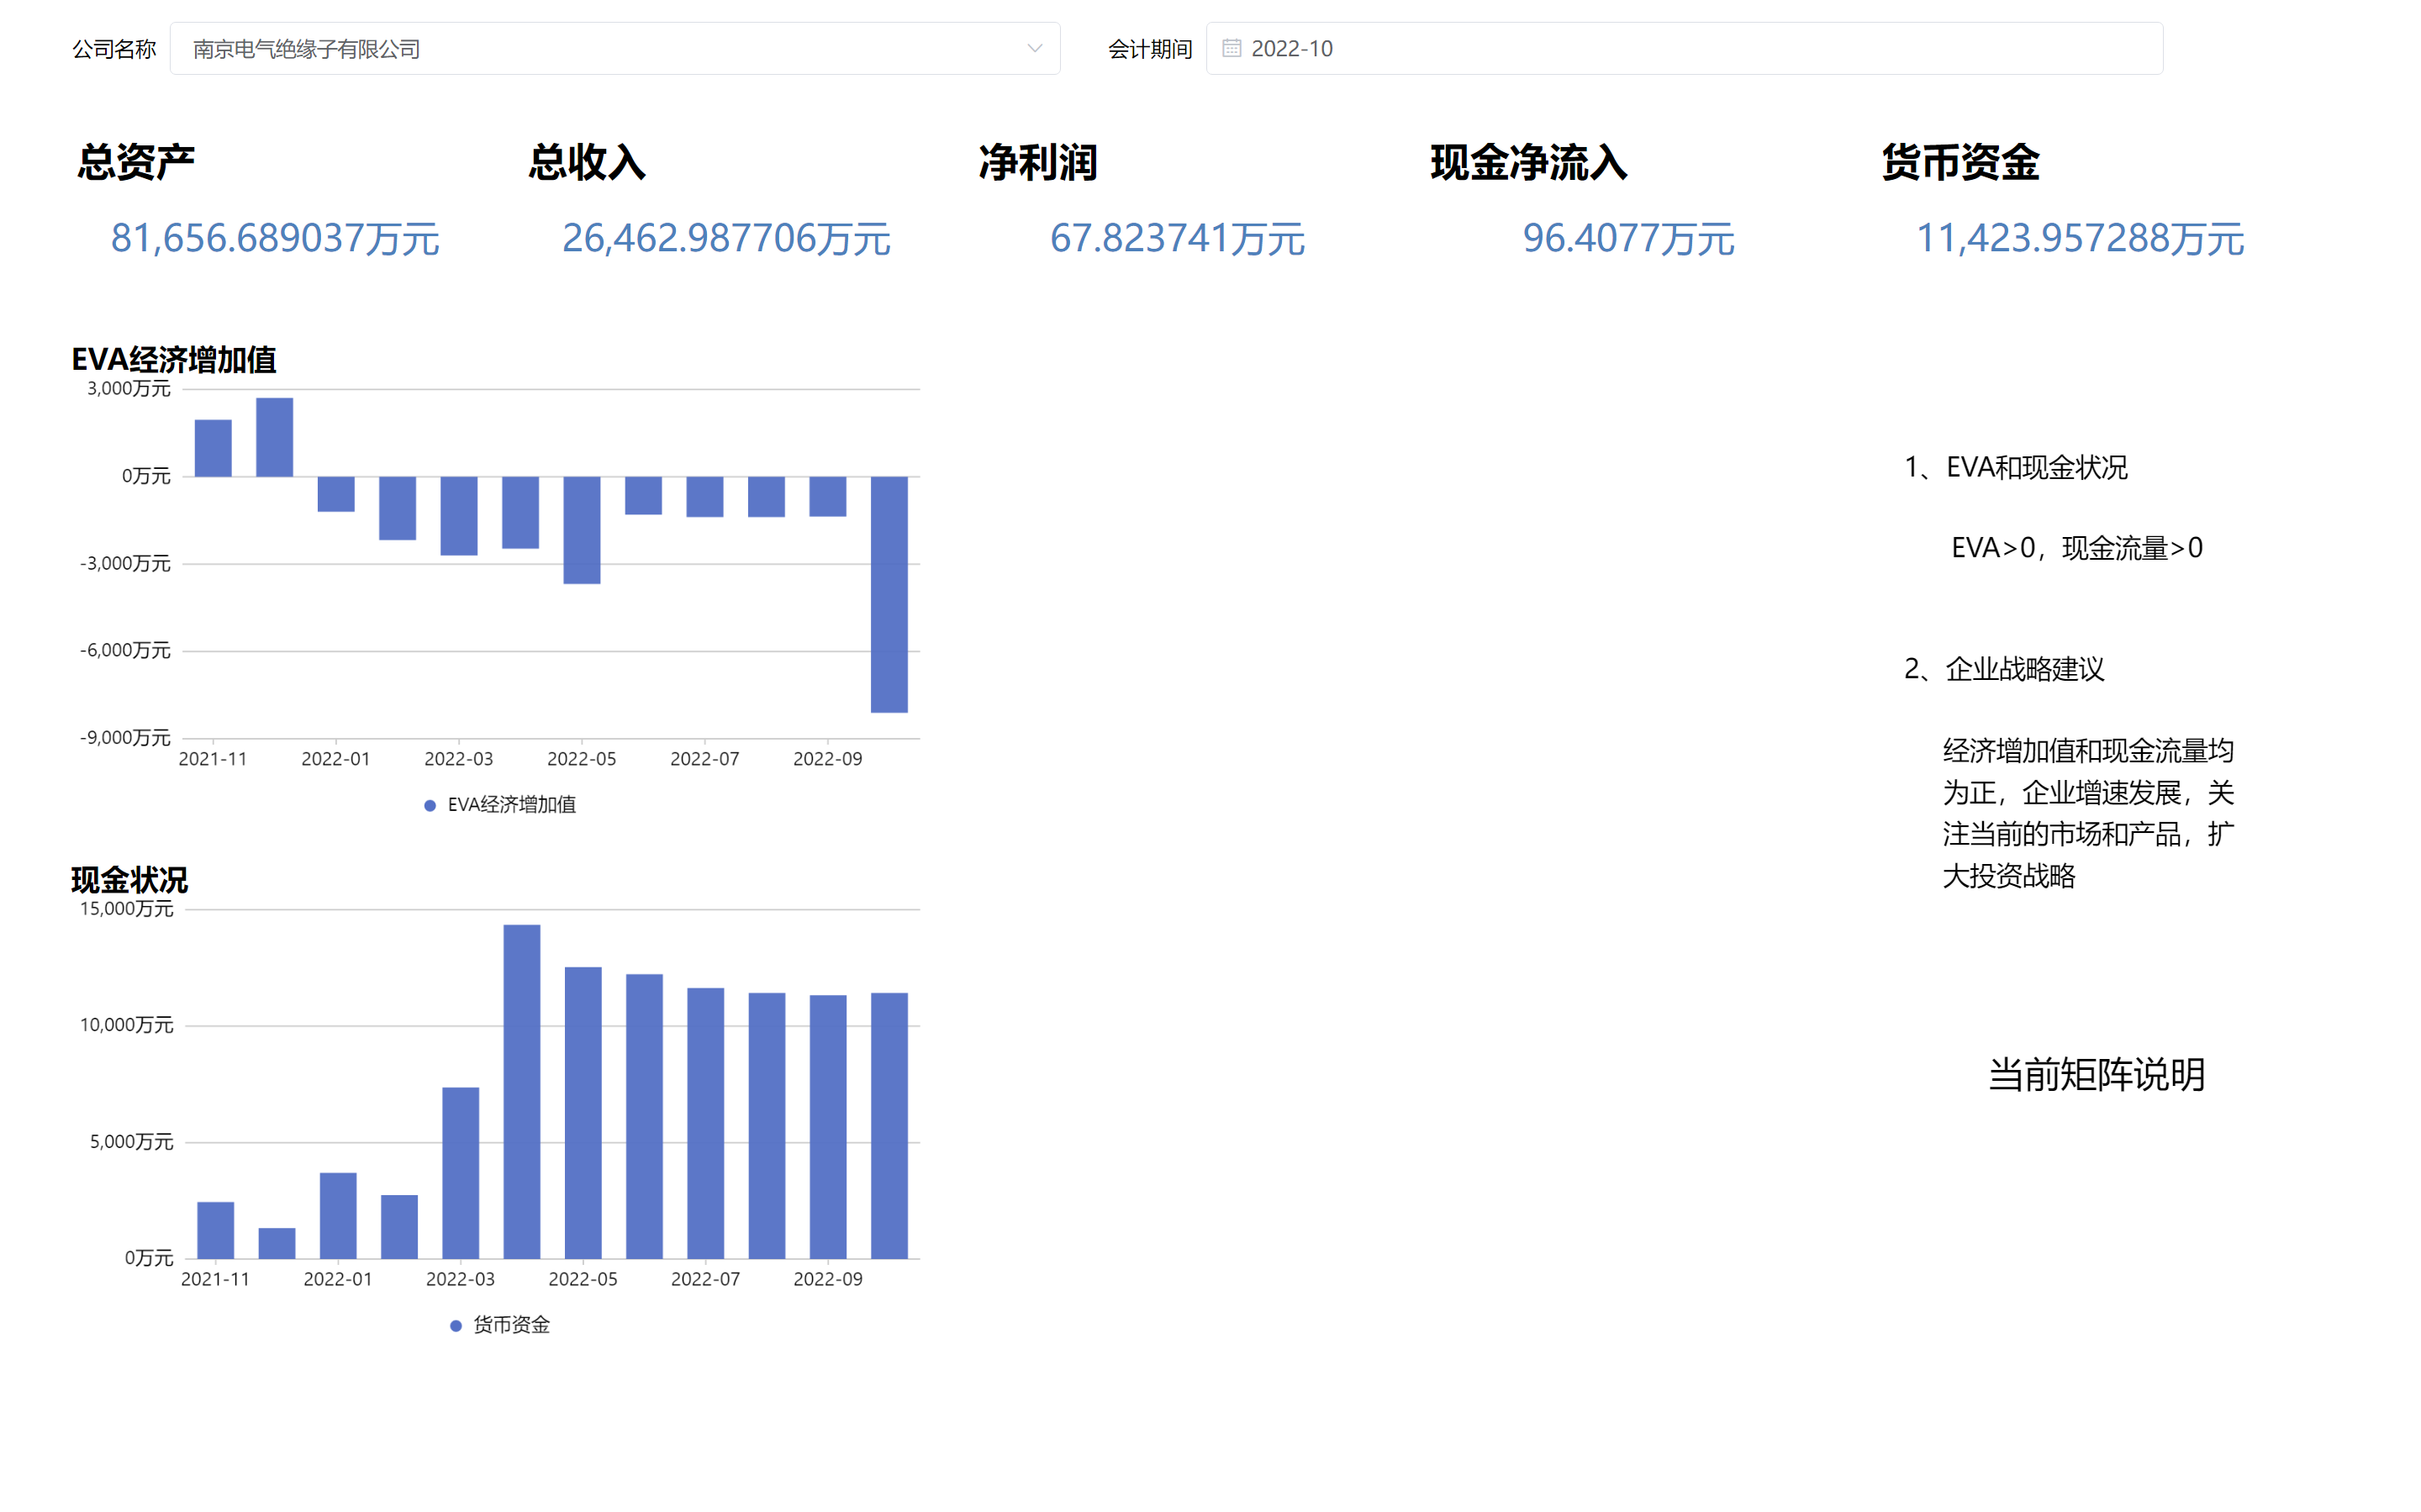 公司名称 南京电气绝缘子有限公司 会计期间 2022-10
总资产 总收入 净利润 现金净流入 货币资金
81,656.689037万元 26,462.987706万元 67.823741万元 96.4077万元 11,423.957288万元
EVA经济增加值
3,000万元
0万元
-3,000万元
-6,000万元
-9,000万元
2021-11 2022-01 2022-03 2022-05 2022-07 2022-09
EVA经济增加值
现金状况
15,000万元
10,000万元
5,000万元
0万元
2021-11 2022-01 2022-03 2022-05 2022-07 2022-09
货币资金
1、EVA和现金状况
EVA>0，现金流量>0
2、企业战略建议
经济增加值和现金流量均
为正，企业增速发展，关
注当前的市场和产品，扩
大投资战略
当前矩阵说明